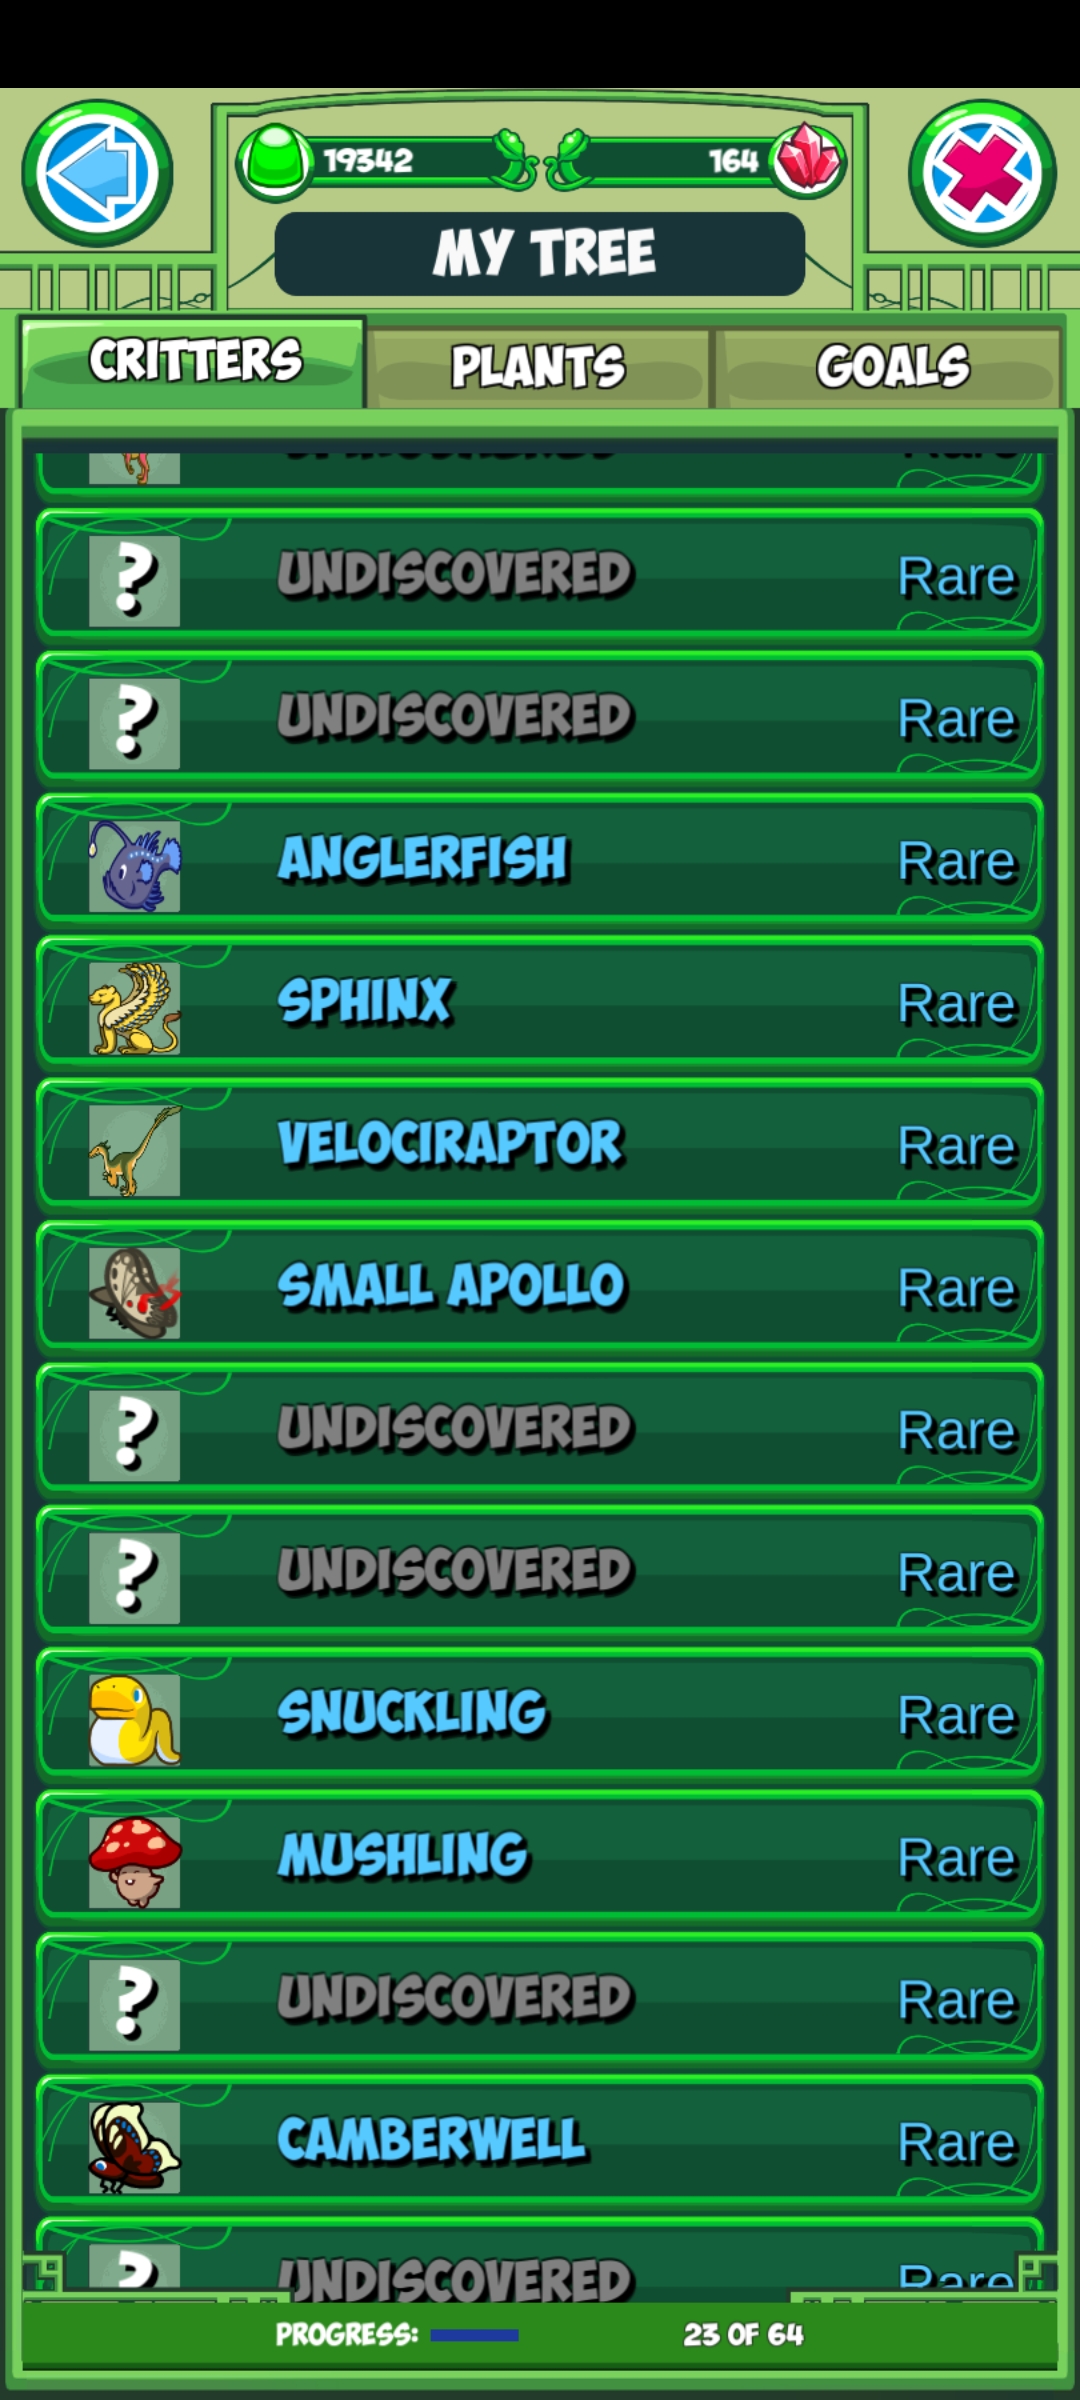 19342
164
MY TREE
CRITTERS
PLANTS
GOALS
Rare
? UNDISCOVERED Rare
? UNDISCOVERED Rare
ANGLERFISH Rare
SPHINX Rare
VELOCIRAPTOR Rare
SMALL APOLLO Rare
? UNDISCOVERED Rare
? UNDISCOVERED Rare
SNUCKLING Rare
MUSHLING Rare
? UNDISCOVERED Rare
CAMBERWELL Rare
? UNDISCOVERED Rare
PROGRESS: 23 OF 64